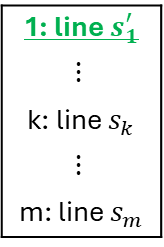 1: line s′₁
⋮
k: line sₖ
⋮
m: line sₘ